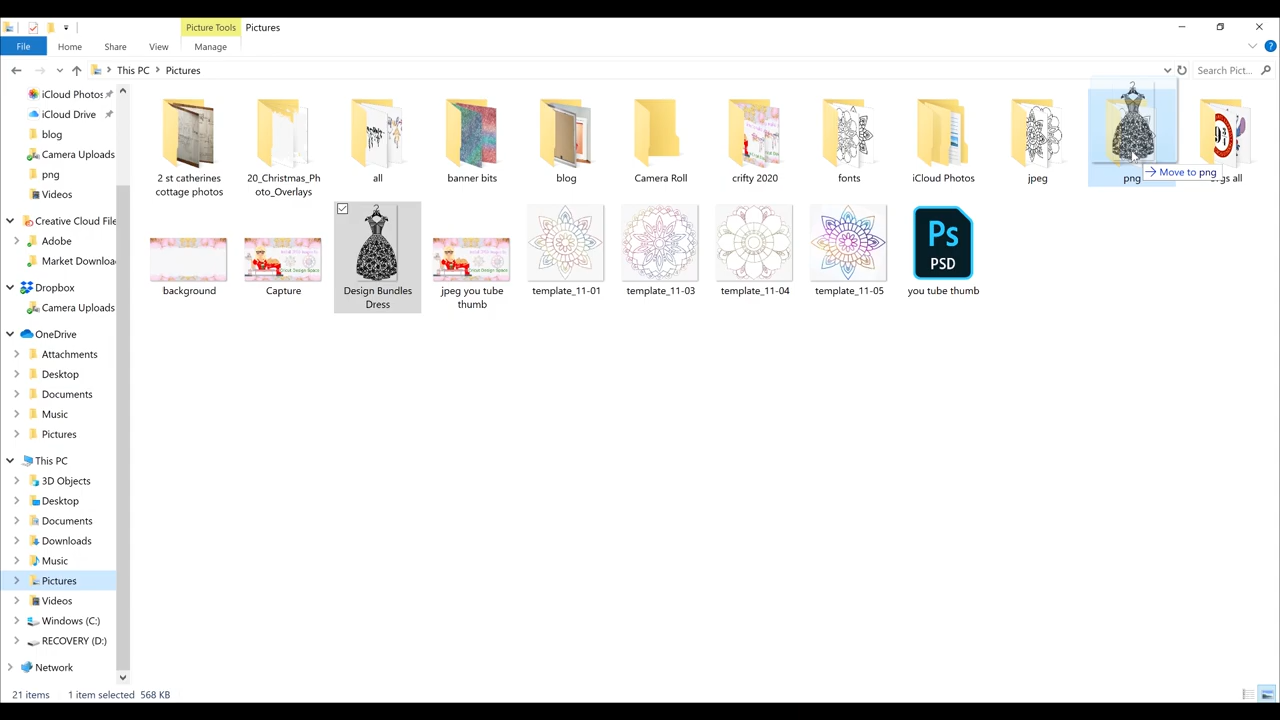 Picture Tools
Pictures
File
Home
Share
View
Manage
This PC
Pictures
Search Pict...
iCloud Photos
iCloud Drive
blog
Camera Uploads
png
Videos
Creative Cloud File
Adobe
Market Downloa
Dropbox
Camera Uploads
OneDrive
Attachments
Desktop
Documents
Music
Pictures
This PC
3D Objects
Desktop
Documents
Downloads
Music
Pictures
Videos
Windows (C:)
RECOVERY (D:)
Network
2 st catherines
cottage photos
20_Christmas_Ph
oto_Overlays
all
banner bits
blog
Camera Roll
crifty 2020
fonts
iCloud Photos
jpeg
png
Move to png
all
background
Capture
Design Bundles
Dress
jpeg you tube
thumb
template_11-01
template_11-03
template_11-04
template_11-05
Ps
PSD
you tube thumb
21 items
1 item selected 568 KB